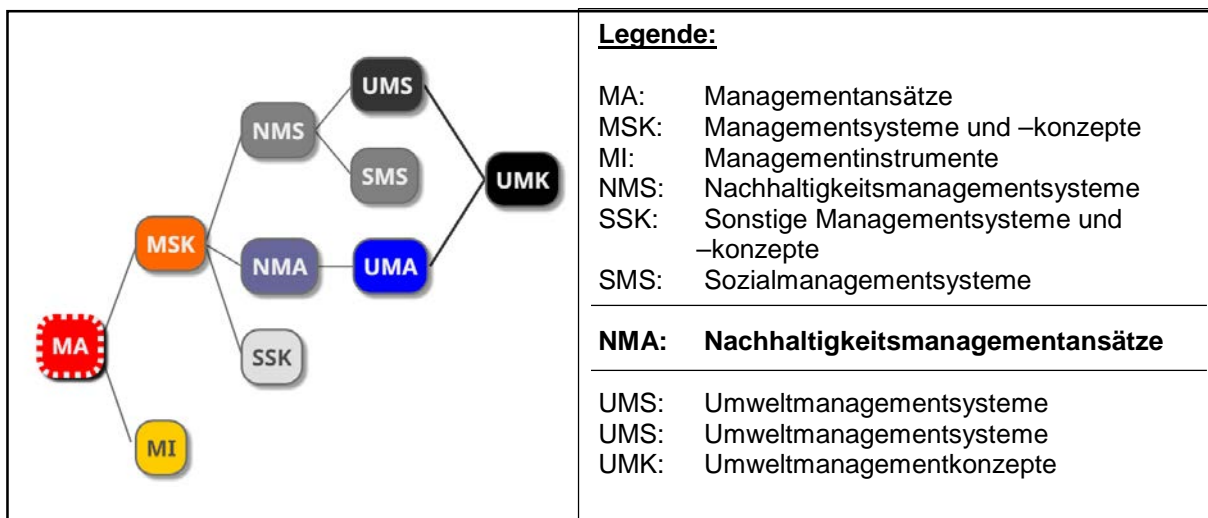 UMS
NMS
SMS
UMK
MSK
NMA
UMA
MA
SSK
MI
Legende:
MA: Managementansätze
MSK: Managementsysteme und –konzepte
MI: Managementinstrumente
NMS: Nachhaltigkeitsmanagementsysteme
SSK: Sonstige Managementsysteme und
–konzepte
SMS: Sozialmanagementsysteme
NMA: Nachhaltigkeitsmanagementansätze
UMS: Umweltmanagementsysteme
UMS: Umweltmanagementsysteme
UMK: Umweltmanagementkonzepte